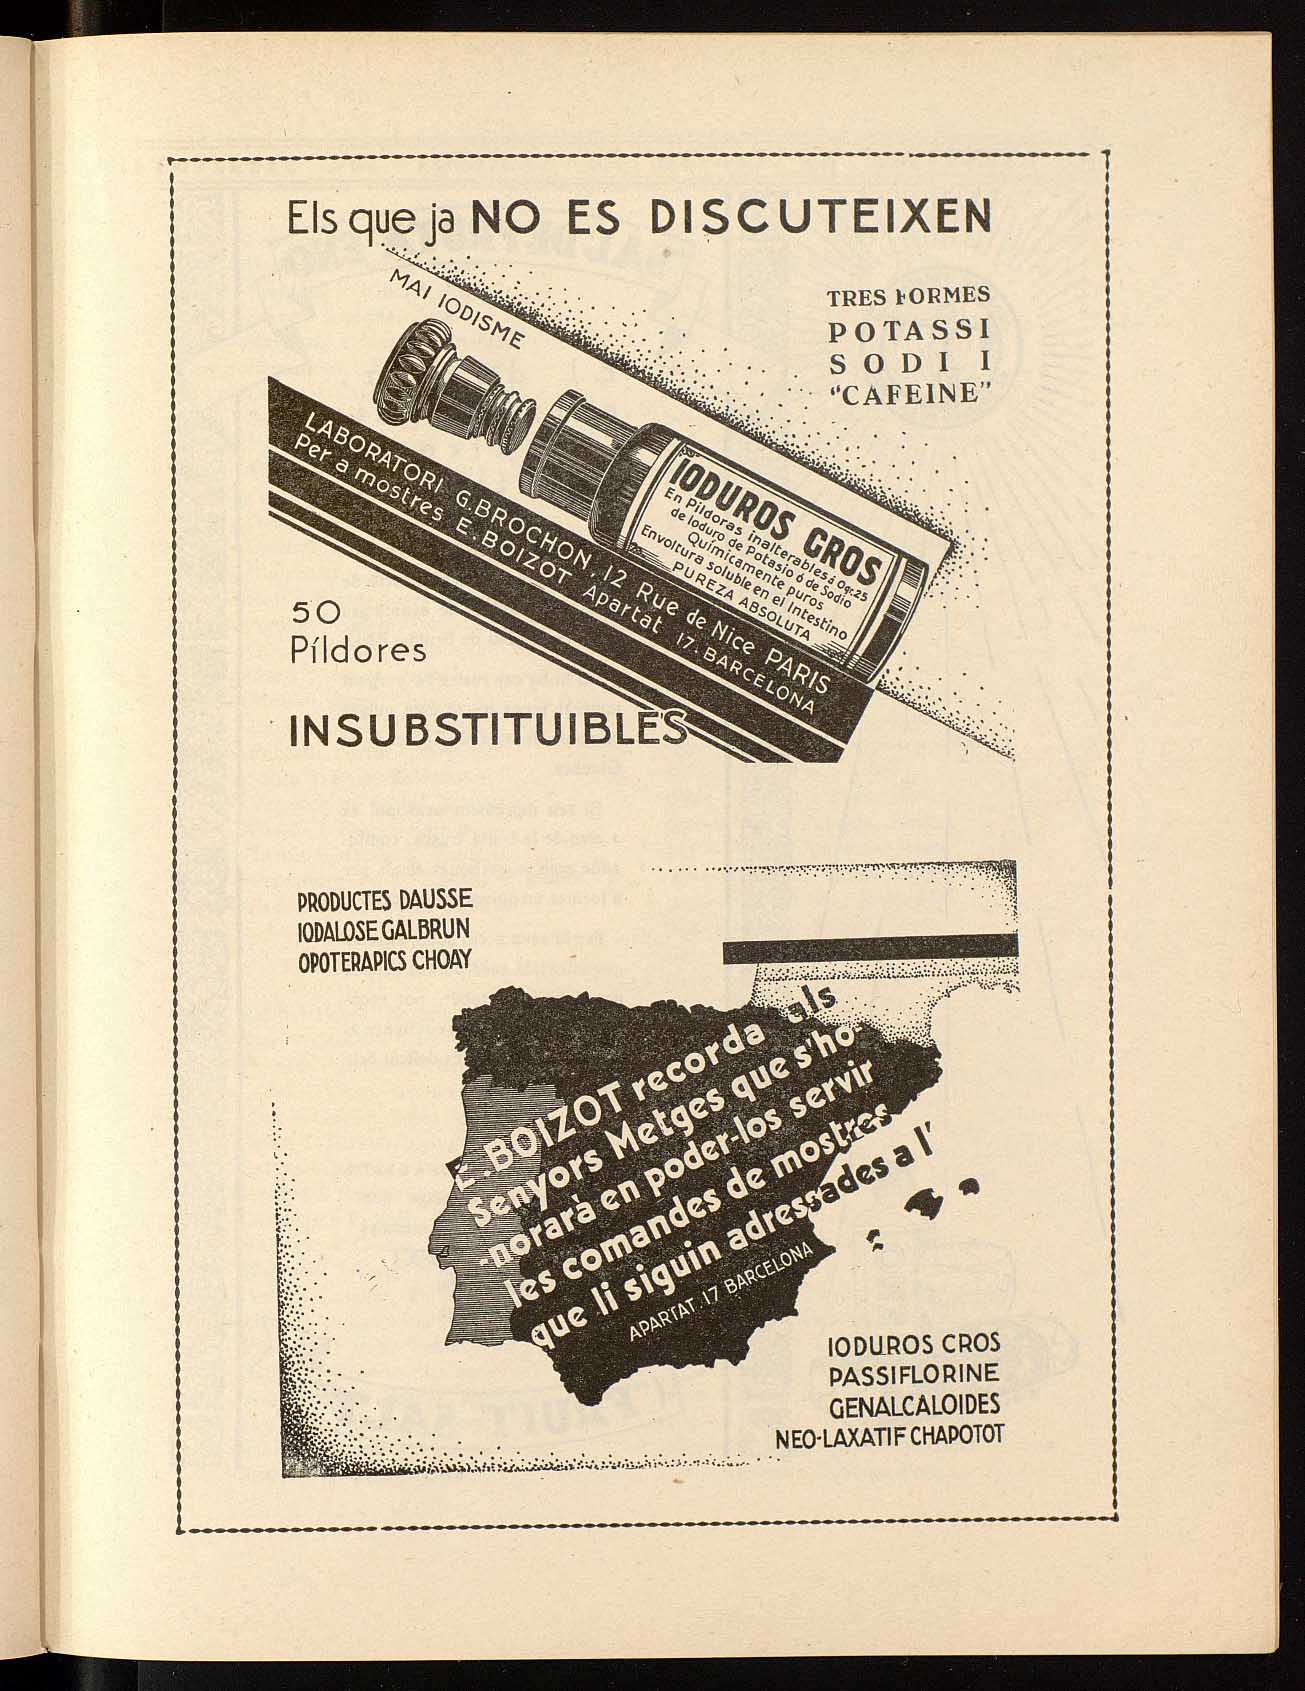 Els que ja NO ES DISCUTEIXEN
MAI IODISME
TRES FORMES
POTASSI
SODI I
“CAFEINE”
IODUROS CROS
En Pildoras inalterables á 0gr.25
de Ioduro de Potasio ó de Sodio
Químicamente puros
Envoltura soluble en el Intestino
PUREZA ABSOLUTA
LABORATORI G.BROCHON, 12 Rue de Nice PARIS
Per a mostres E.BOIZOT Apartat 17. BARCELONA
50
Píldores
INSUBSTITUIBLES
PRODUCTES DAUSSE
IODALOSE GALBRUN
OPOTERAPICS CHOAY
E.BOIZOT recorda als
Senyors Metges que s'ho-
-norarà en poder-los servir
les comandes de mostres
que li siguin adressades a l'
APARTAT 17 BARCELONA
IODUROS CROS
PASSIFLORINE
GENALCALOIDES
NEO-LAXATIF CHAPOTOT